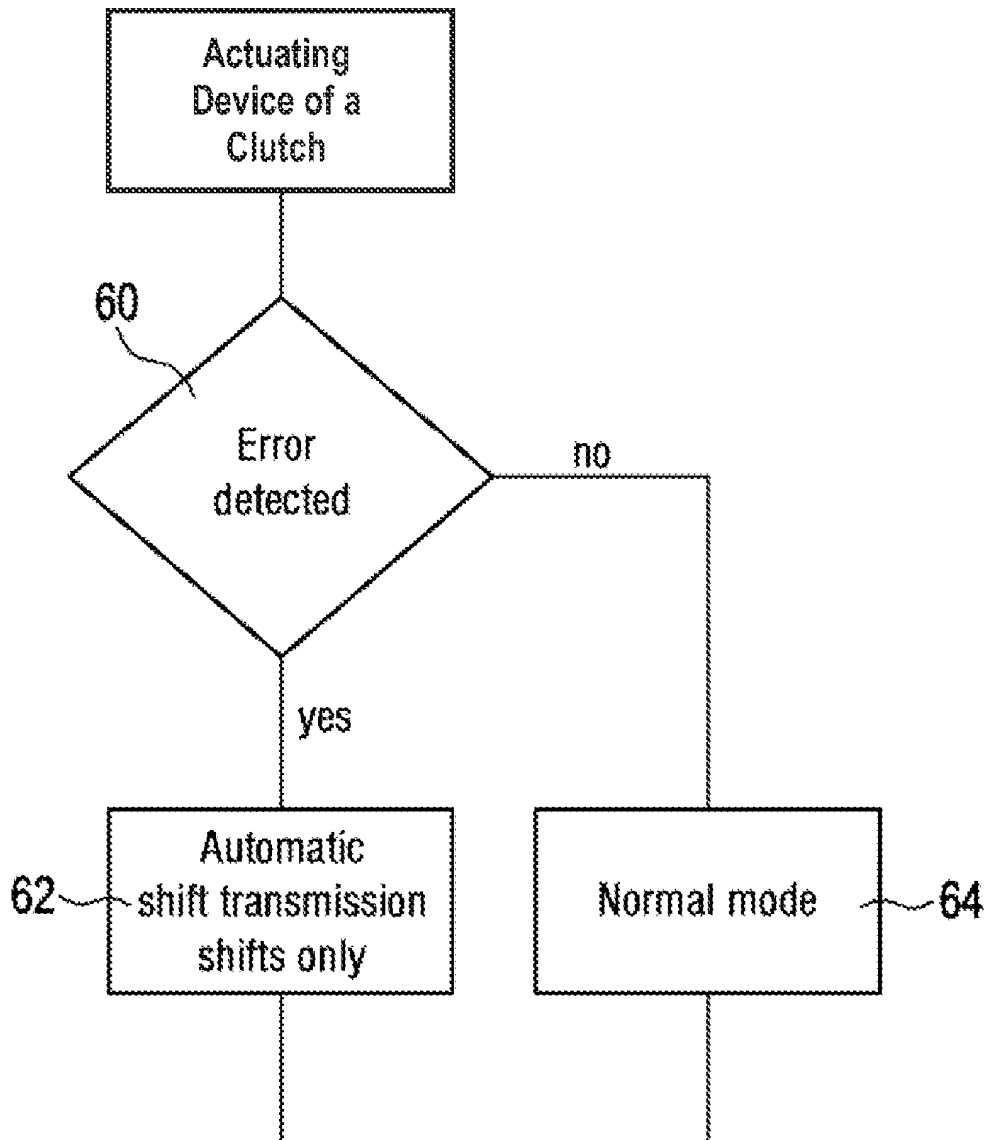 Actuating
Device of a
Clutch
60
Error
detected
no
yes
62
Automatic
shift transmission
shifts only
Normal mode
64